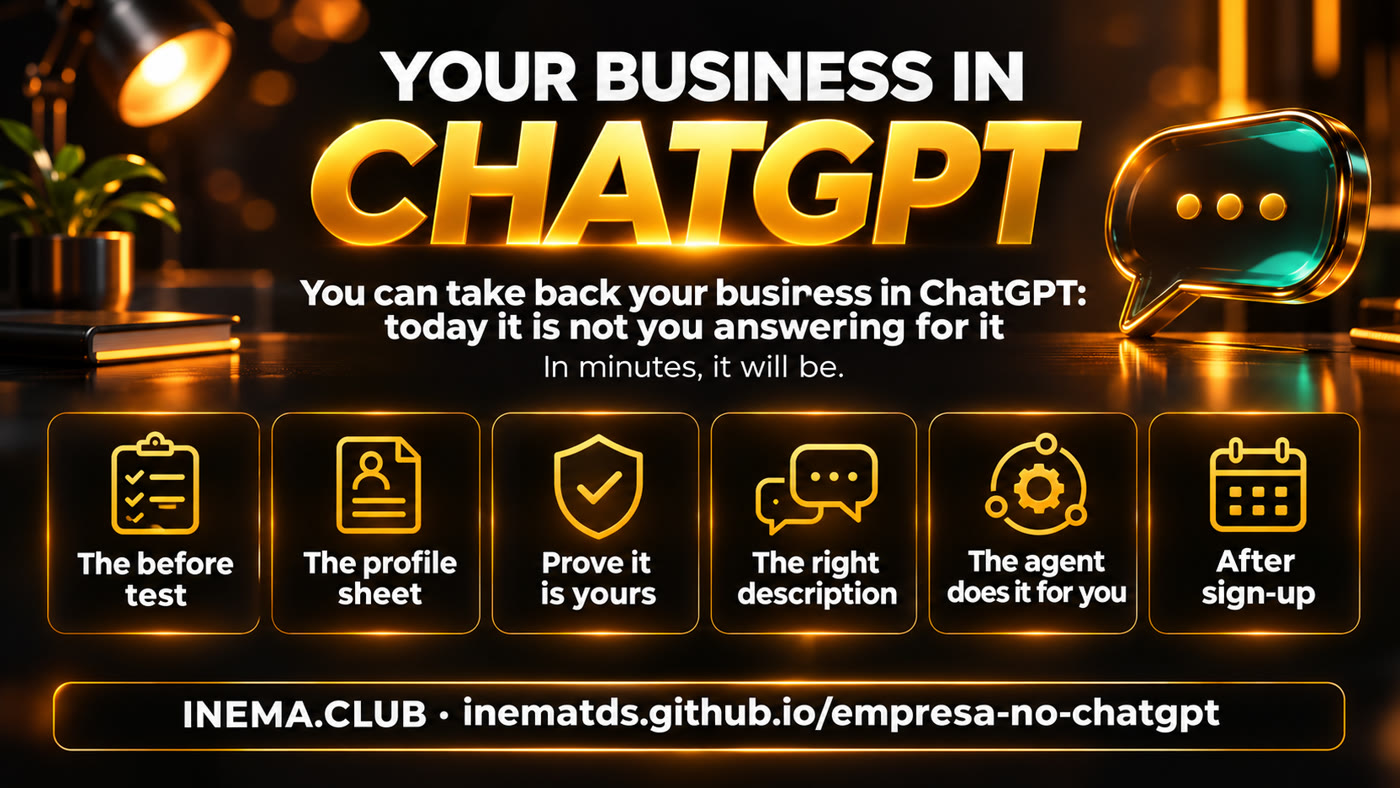 YOUR BUSINESS IN
CHATGPT
You can take back your business in ChatGPT:
today it is not you answering for it
In minutes, it will be.
The before
test
The profile
sheet
Prove it
is yours
The right
description
The agent
does it for you
After
sign-up
INEMA.CLUB • inematds.github.io/empresa-no-chatgpt